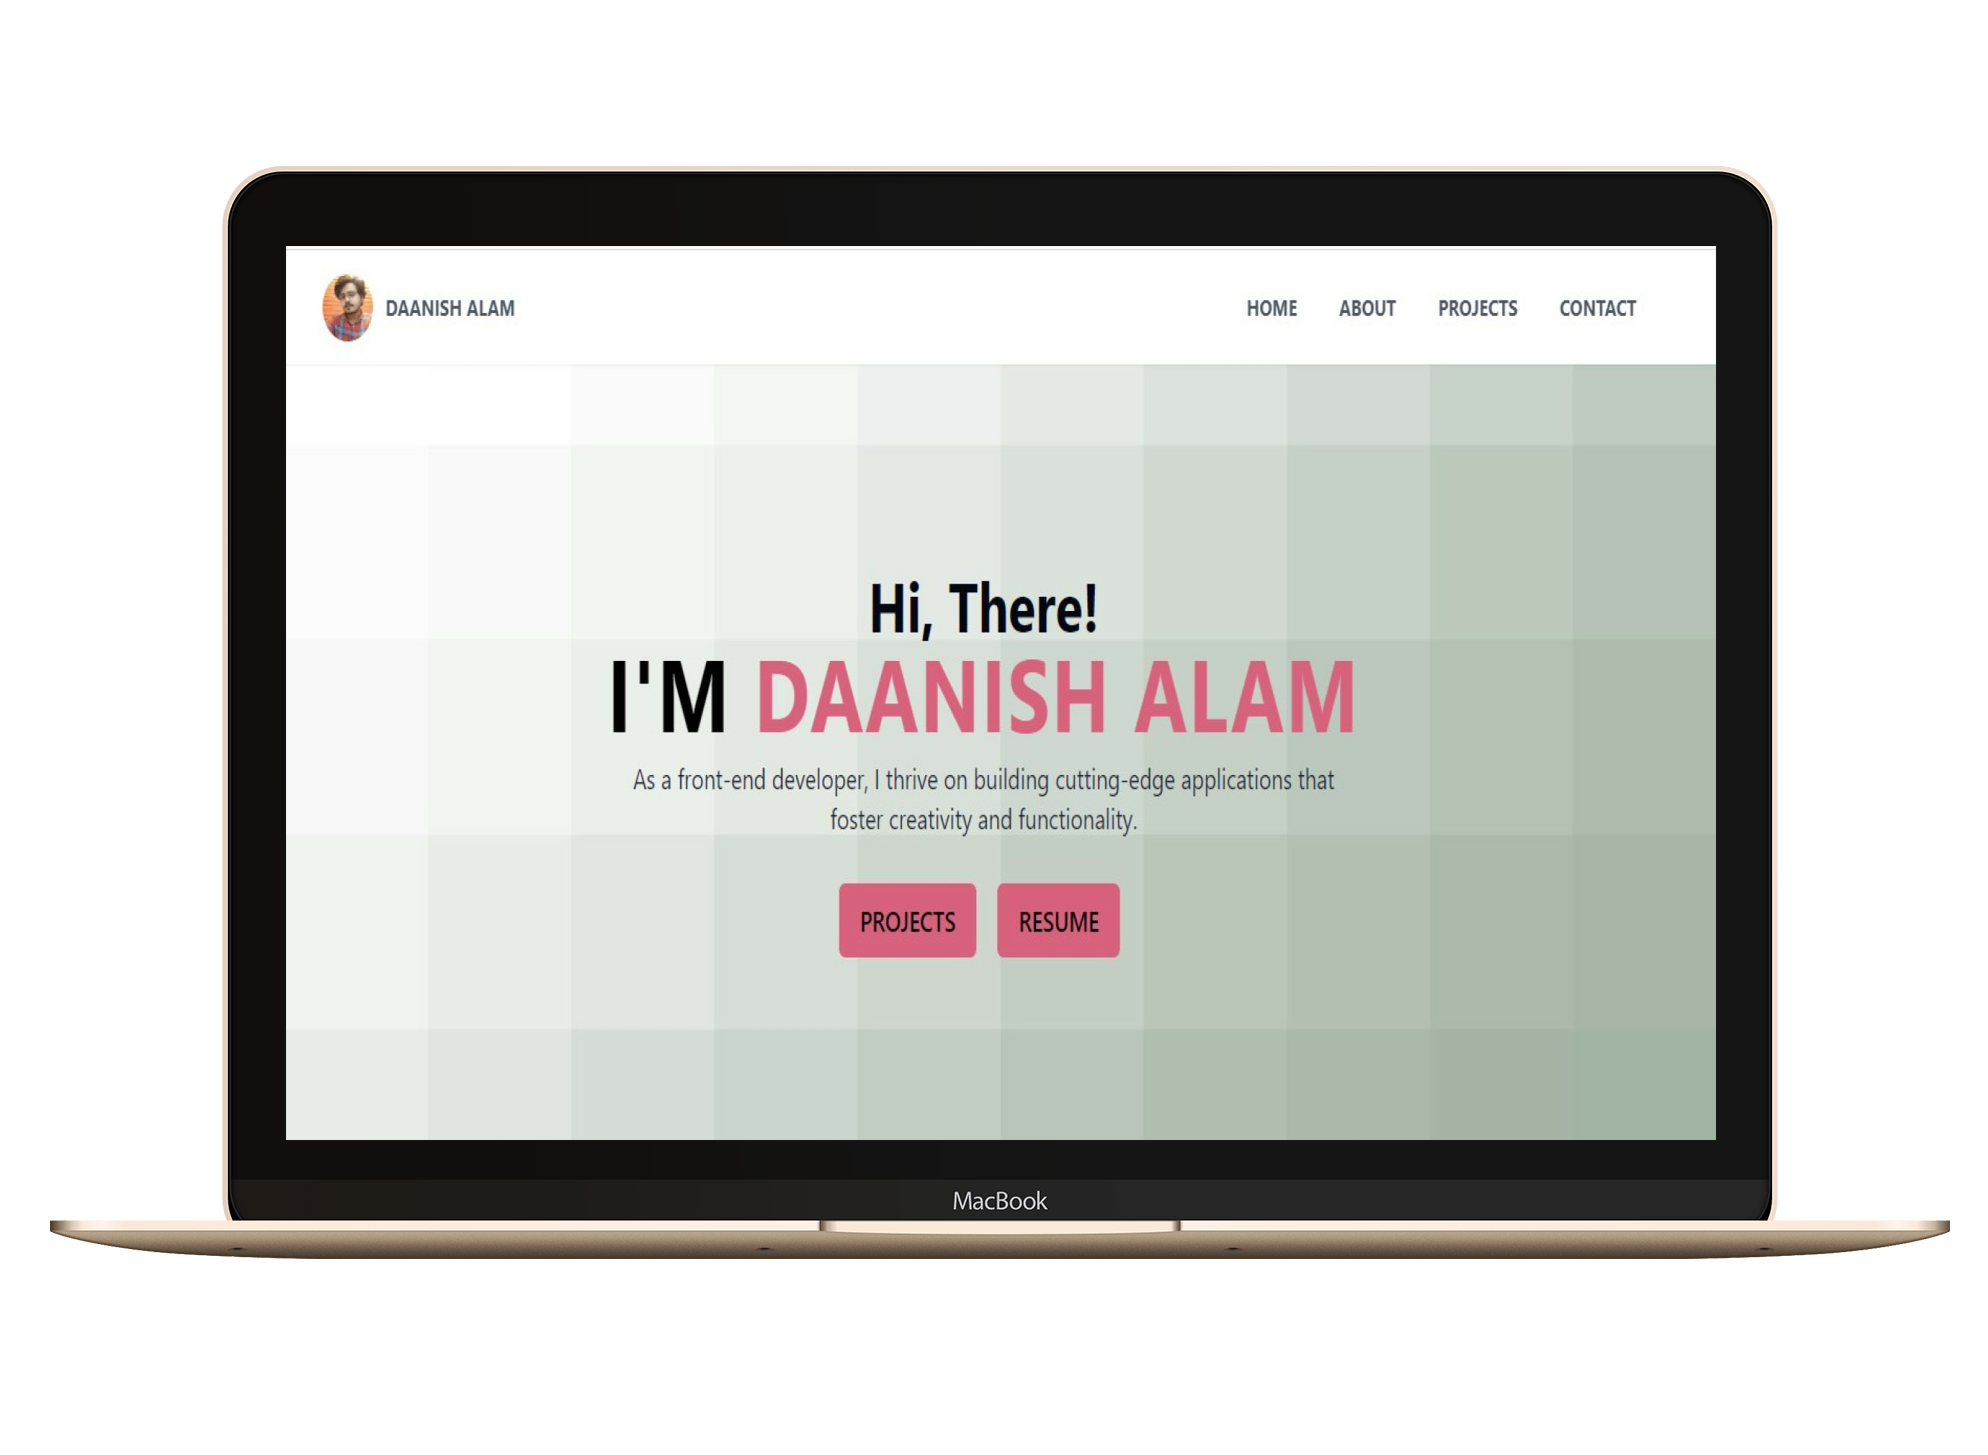 DAANISH ALAM
HOME ABOUT PROJECTS CONTACT
Hi, There!
I'M DAANISH ALAM
As a front-end developer, I thrive on building cutting-edge applications that
foster creativity and functionality.
PROJECTS RESUME
MacBook